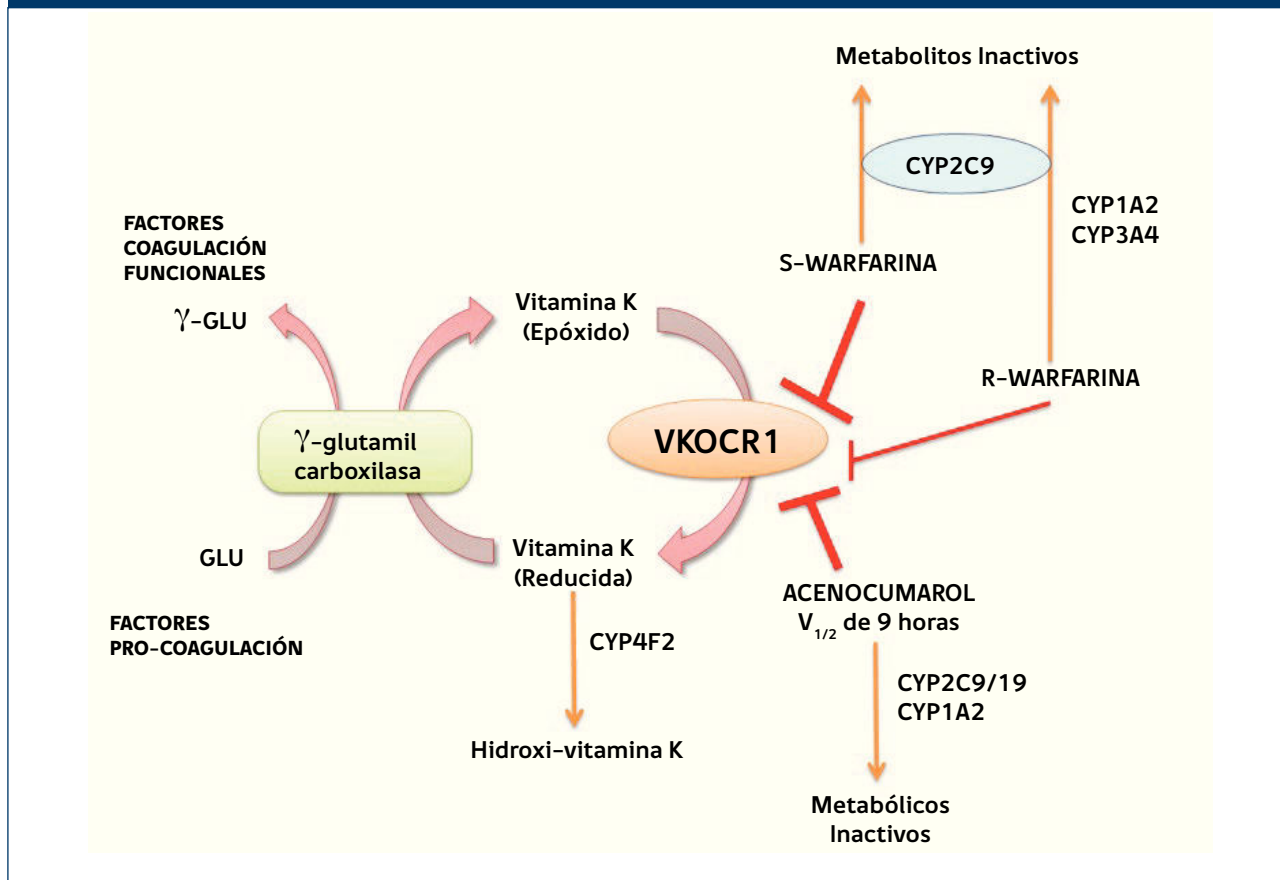 Metabolitos Inactivos
CYP2C9
CYP1A2
CYP3A4
FACTORES
COAGULACIÓN
FUNCIONALES
γ-GLU
S-WARFARINA
Vitamina K
(Epóxido)
R-WARFARINA
γ-glutamil
carboxilasa
VKOCR1
GLU
Vitamina K
(Reducida)
FACTORES
PRO-COAGULACIÓN
CYP4F2
Hidroxi-vitamina K
ACENOCUMAROL
V1/2 de 9 horas
CYP2C9/19
CYP1A2
Metabólicos
Inactivos